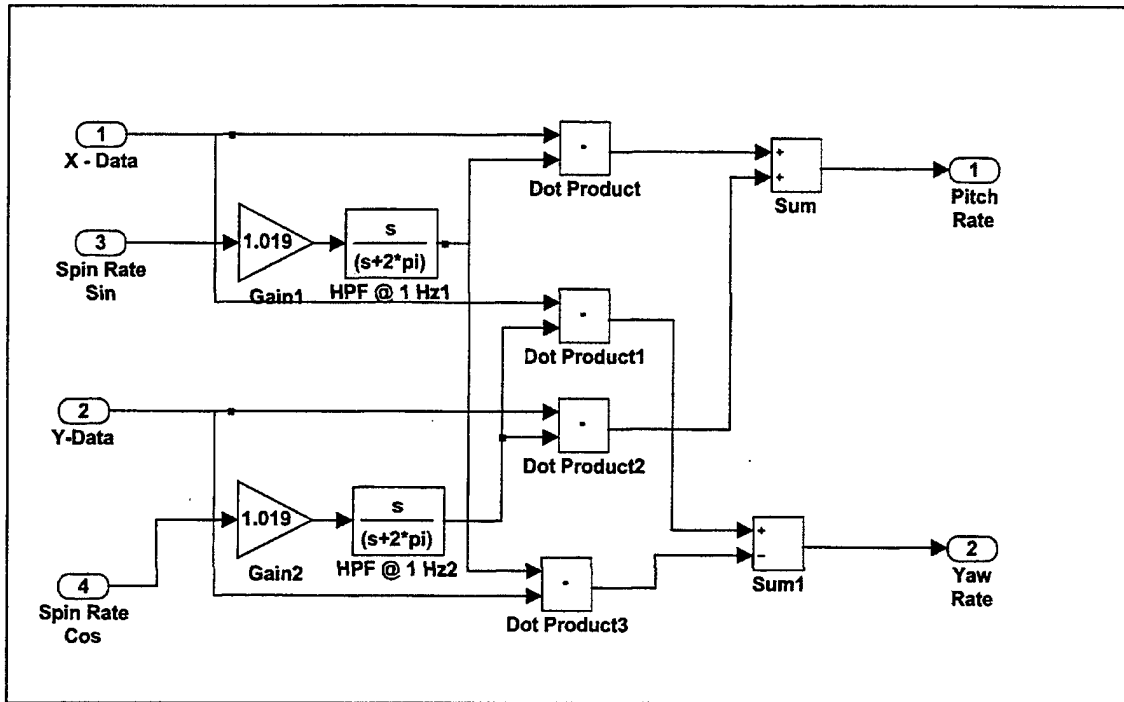 1
X - Data
3
Spin Rate
Sin
1.019
Gain1
s
(s+2*pi)
HPF @ 1 Hz1
Dot Product
+
+
Sum
1
Pitch
Rate
Dot Product1
2
Y-Data
Dot Product2
4
Spin Rate
Cos
1.019
Gain2
s
(s+2*pi)
HPF @ 1 Hz2
Dot Product3
+
−
Sum1
2
Yaw
Rate